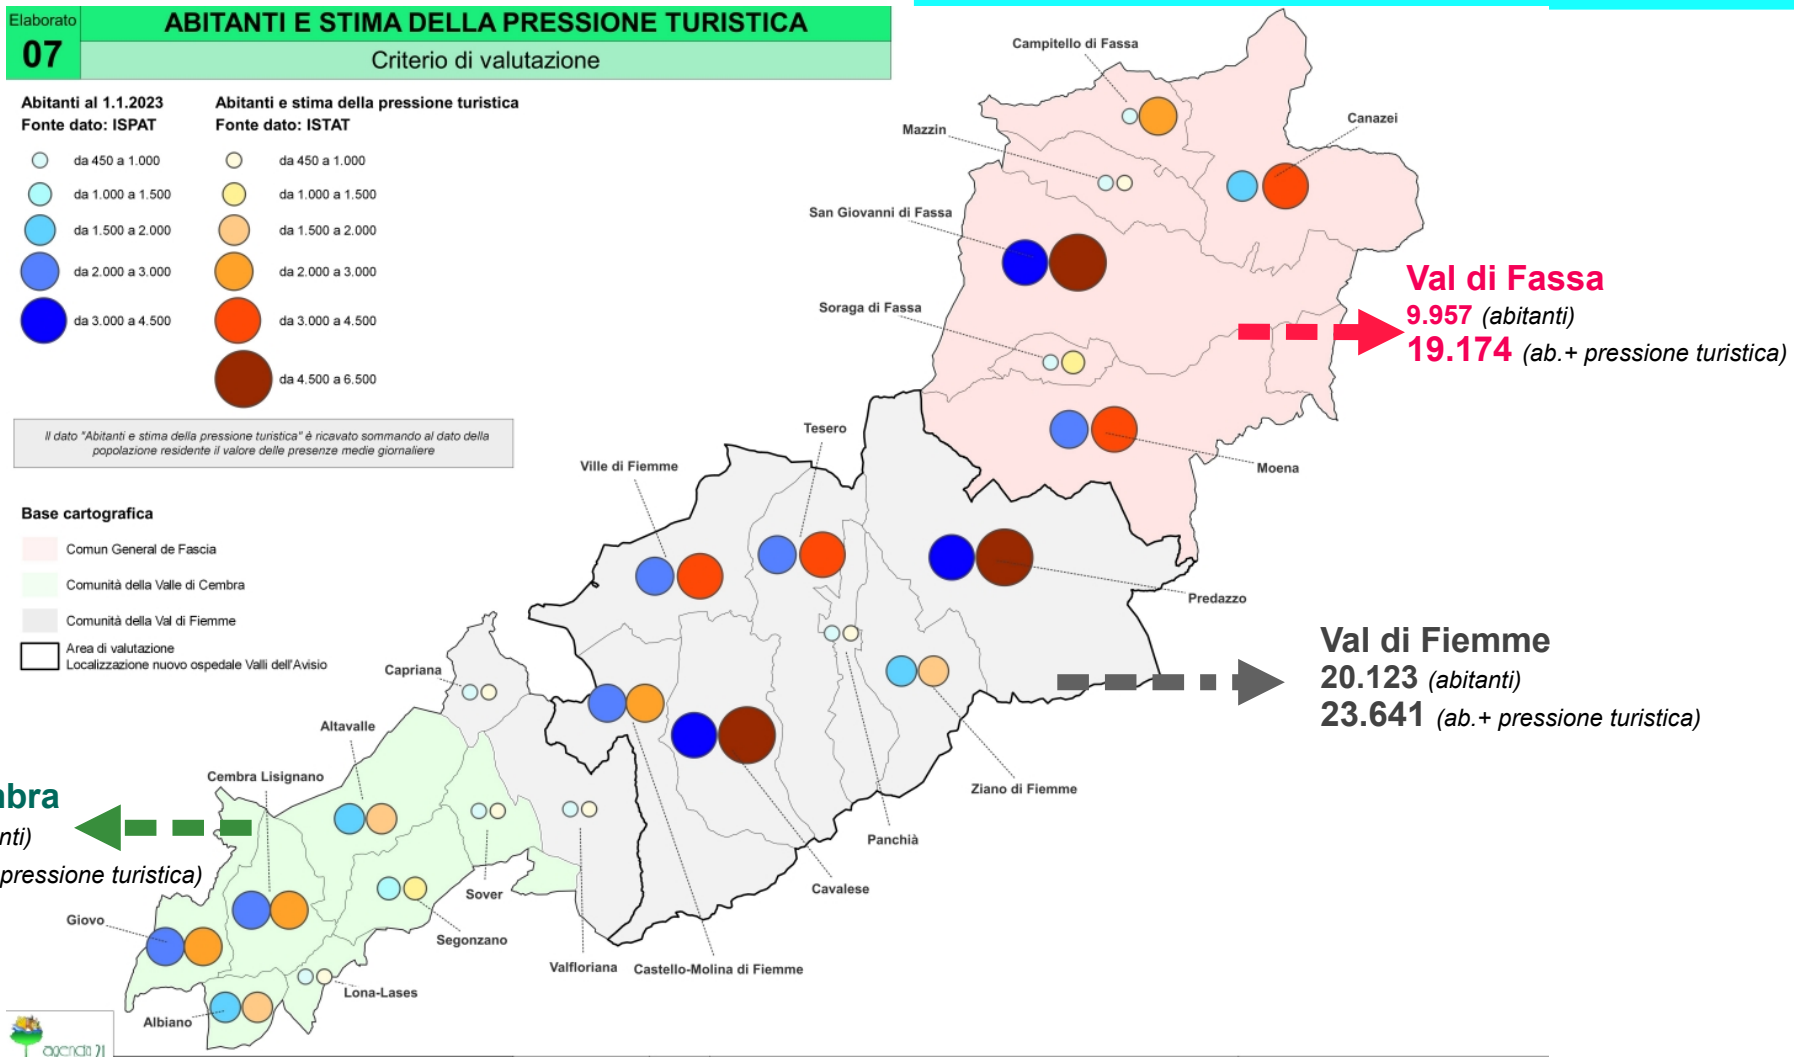 Elaborato
07
ABITANTI E STIMA DELLA PRESSIONE TURISTICA
Criterio di valutazione
Abitanti al 1.1.2023
Fonte dato: ISPAT
da 450 a 1.000
da 1.000 a 1.500
da 1.500 a 2.000
da 2.000 a 3.000
da 3.000 a 4.500
Abitanti e stima della pressione turistica
Fonte dato: ISTAT
da 450 a 1.000
da 1.000 a 1.500
da 1.500 a 2.000
da 2.000 a 3.000
da 3.000 a 4.500
da 4.500 a 6.500
Il dato "Abitanti e stima della pressione turistica" è ricavato sommando al dato della
popolazione residente il valore delle presenze medie giornaliere
Base cartografica
Comun General de Fascia
Comunità della Valle di Cembra
Comunità della Val di Fiemme
Area di valutazione
Localizzazione nuovo ospedale Valli dell'Avisio
Campitello di Fassa
Canazei
Mazzin
San Giovanni di Fassa
Soraga di Fassa
Moena
Val di Fassa
9.957 (abitanti)
19.174 (ab.+ pressione turistica)
Tesero
Ville di Fiemme
Predazzo
Val di Fiemme
20.123 (abitanti)
23.641 (ab.+ pressione turistica)
Capriana
Altavalle
Cembra Lisignano
Ziano di Fiemme
Panchià
Cavalese
Sover
Segonzano
Valfloriana
Castello-Molina di Fiemme
Giovo
Lona-Lases
Albiano
mbra
nti)
pressione turistica)
agenda 21